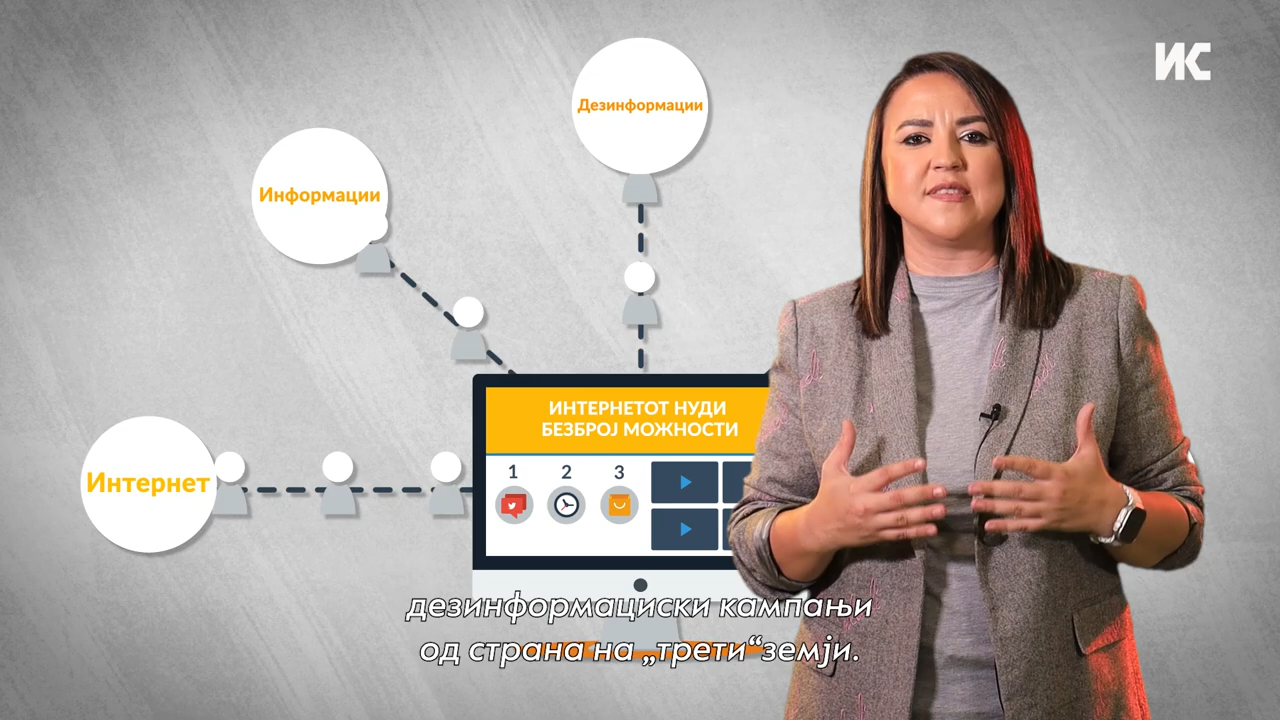 ИС
Дезинформации
Информации
ИНТЕРНЕТОТ НУДИ
БЕЗБРОЈ МОЖНОСТИ
1 2 3
Интернет
дезинформациски кампањи
од страна на „трети“земји.